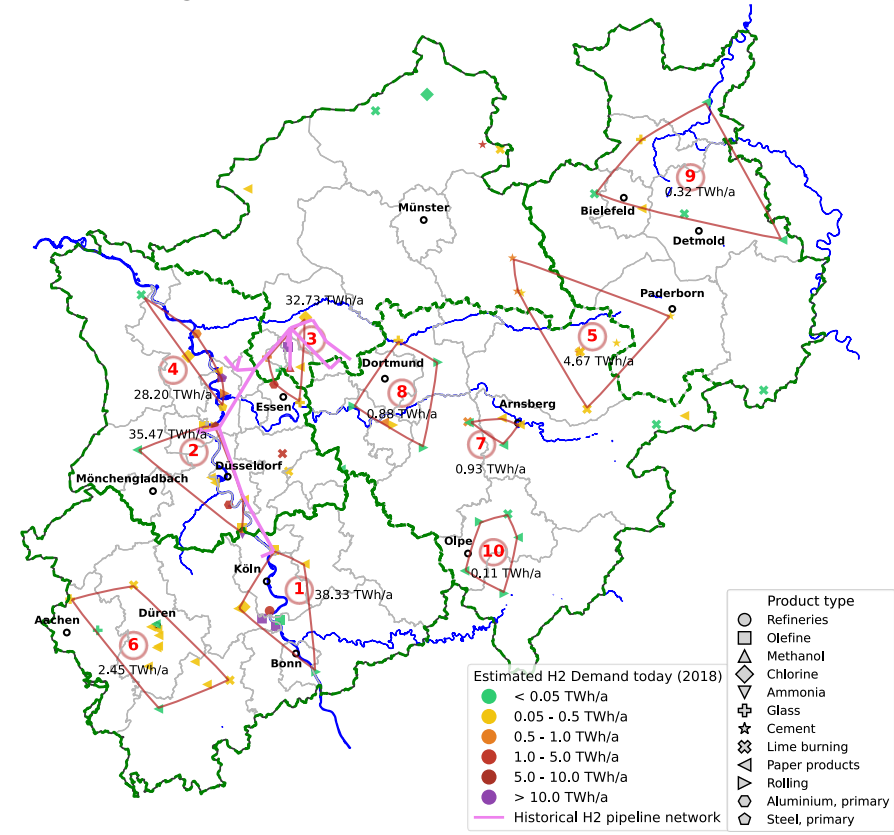 9
0.32 TWh/a
Bielefeld
Münster
Detmold
Paderborn
32.73 TWh/a
3
5
4.67 TWh/a
4
Dortmund
28.20 TWh/a
8
Essen
0.88 TWh/a
Arnsberg
35.47 TWh/a
7
2
0.93 TWh/a
Düsseldorf
Mönchengladbach
Olpe
10
0.11 TWh/a
Köln
1
38.33 TWh/a
Düren
Aachen
6
2.45 TWh/a
Bonn
Estimated H2 Demand today (2018)
< 0.05 TWh/a
0.05 - 0.5 TWh/a
0.5 - 1.0 TWh/a
1.0 - 5.0 TWh/a
5.0 - 10.0 TWh/a
> 10.0 TWh/a
Historical H2 pipeline network
Product type
Refineries
Olefine
Methanol
Chlorine
Ammonia
Glass
Cement
Lime burning
Paper products
Rolling
Aluminium, primary
Steel, primary